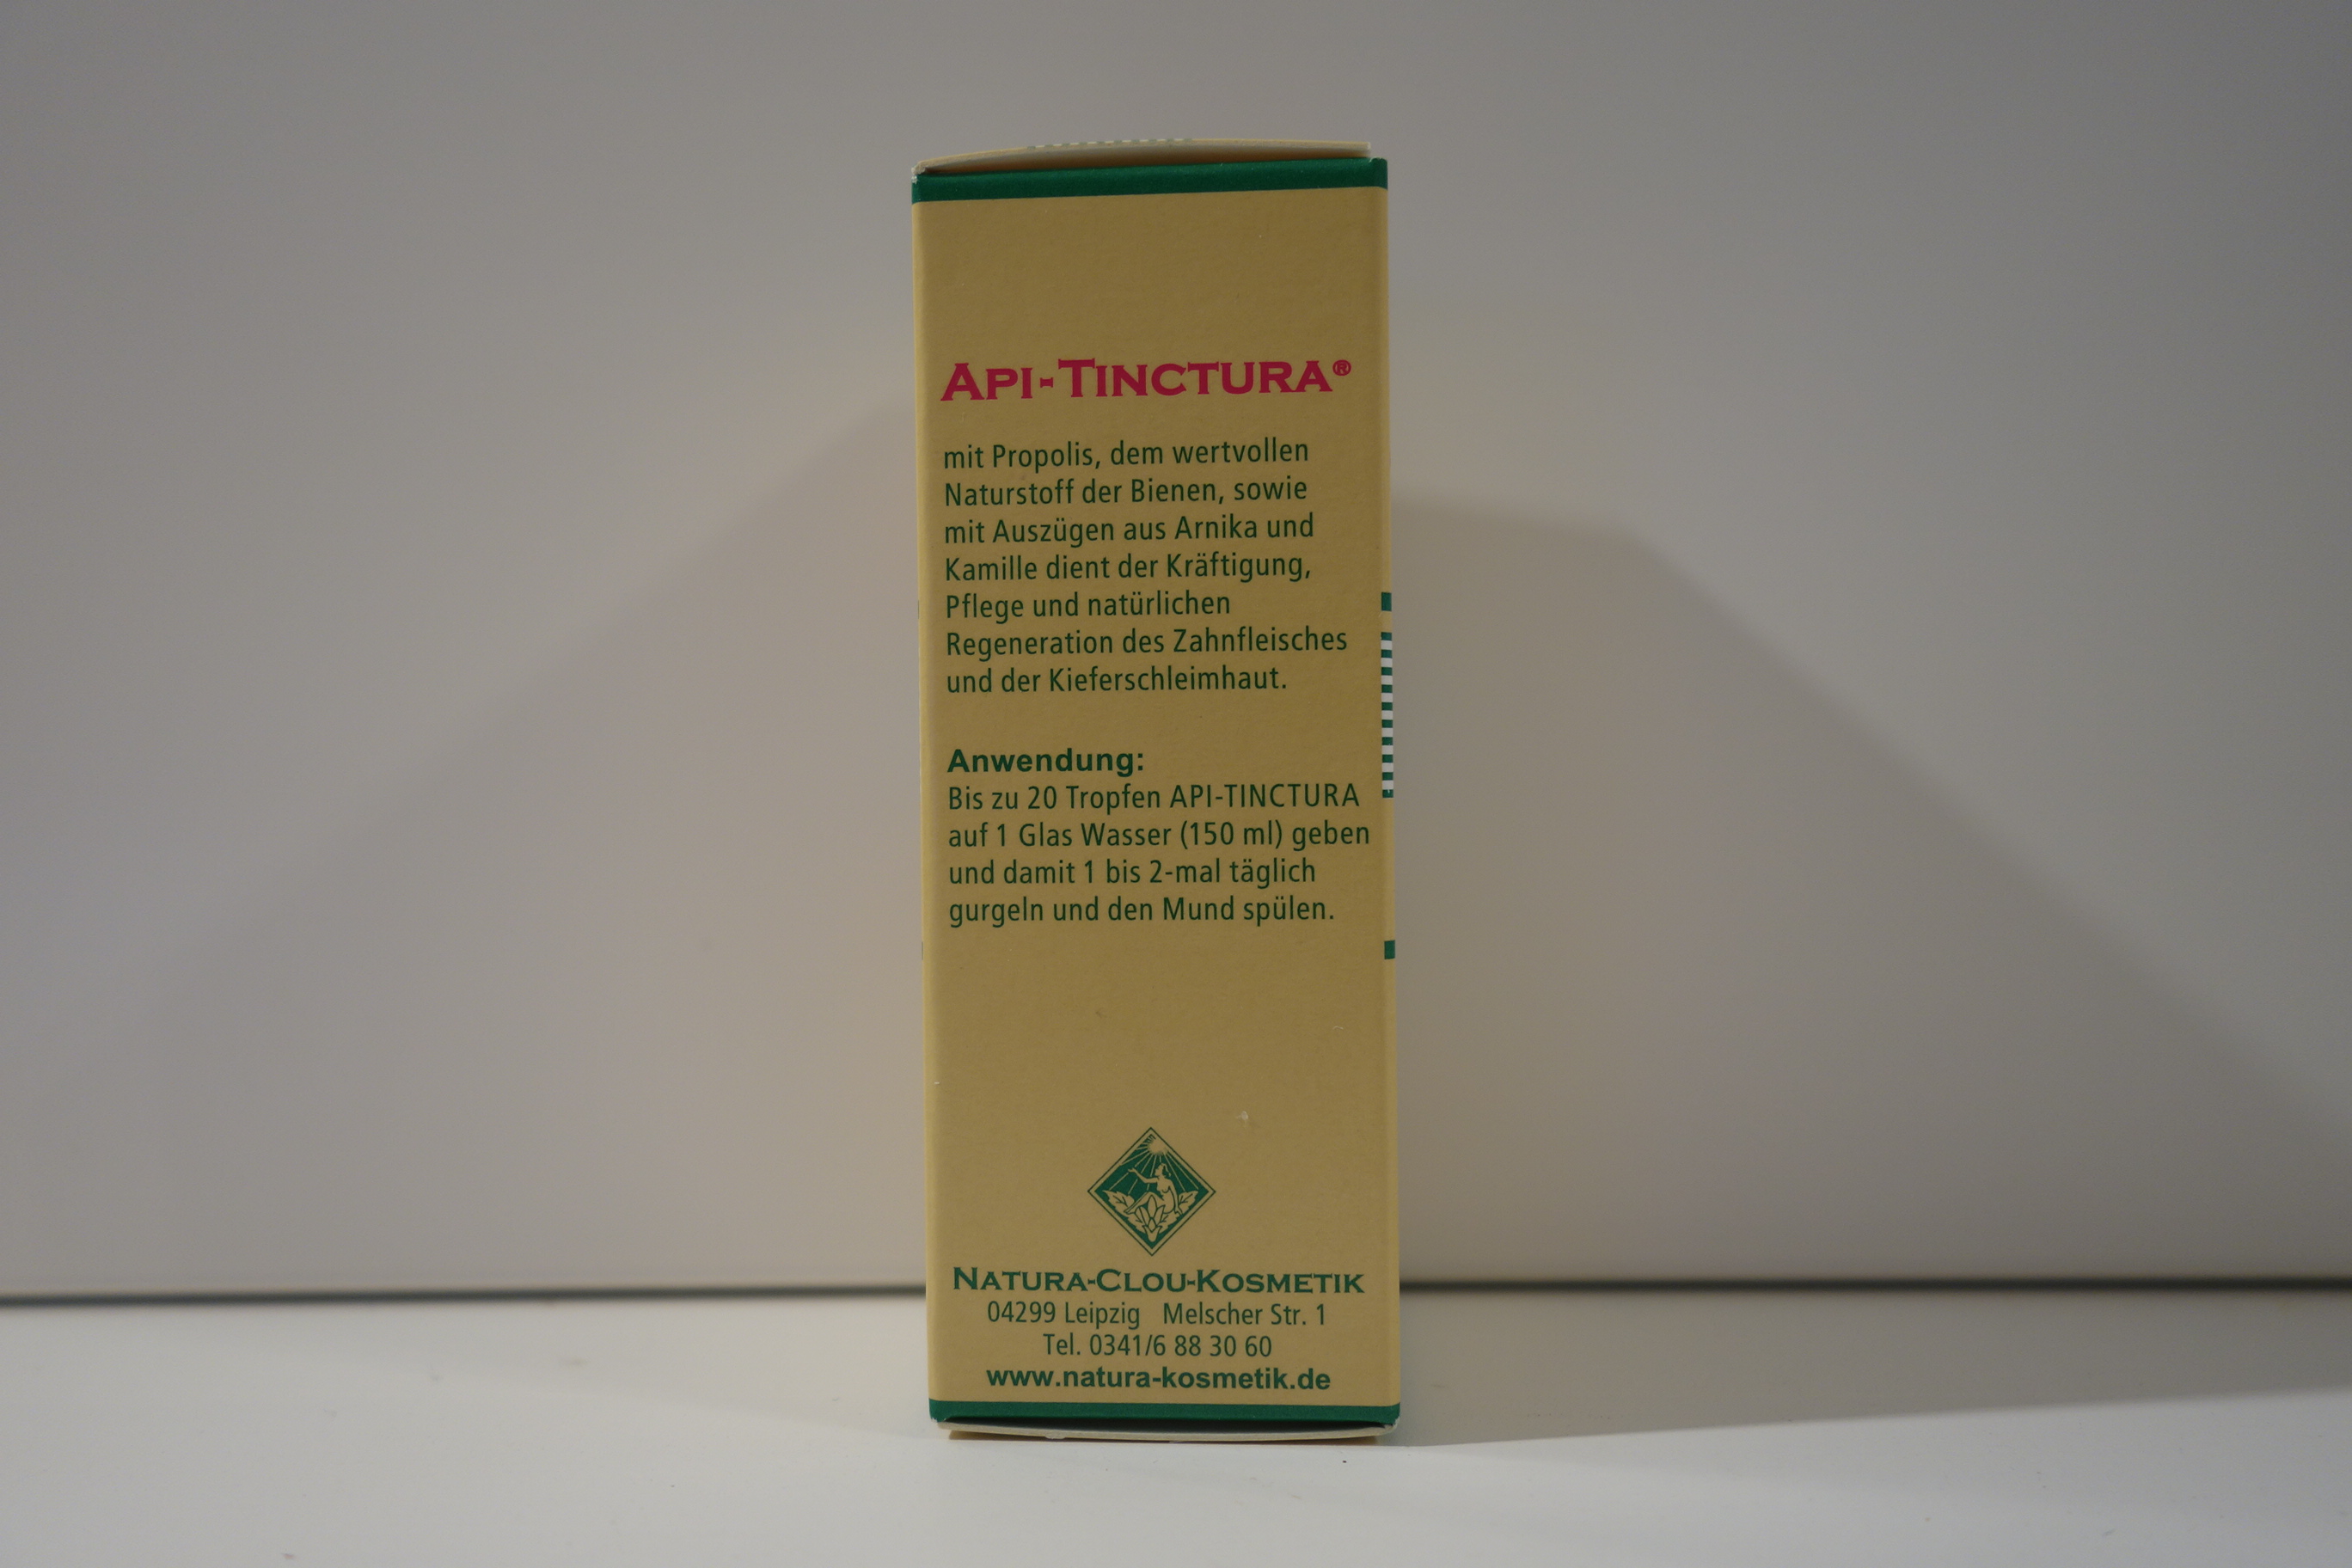 API-TINCTURA®
mit Propolis, dem wertvollen
Naturstoff der Bienen, sowie
mit Auszügen aus Arnika und
Kamille dient der Kräftigung,
Pflege und natürlichen
Regeneration des Zahnfleisches
und der Kieferschleimhaut.
Anwendung:
Bis zu 20 Tropfen API-TINCTURA
auf 1 Glas Wasser (150 ml) geben
und damit 1 bis 2-mal täglich
gurgeln und den Mund spülen.
NATURA-CLOU-KOSMETIK
04299 Leipzig Melscher Str. 1
Tel. 0341/6 88 30 60
www.natura-kosmetik.de